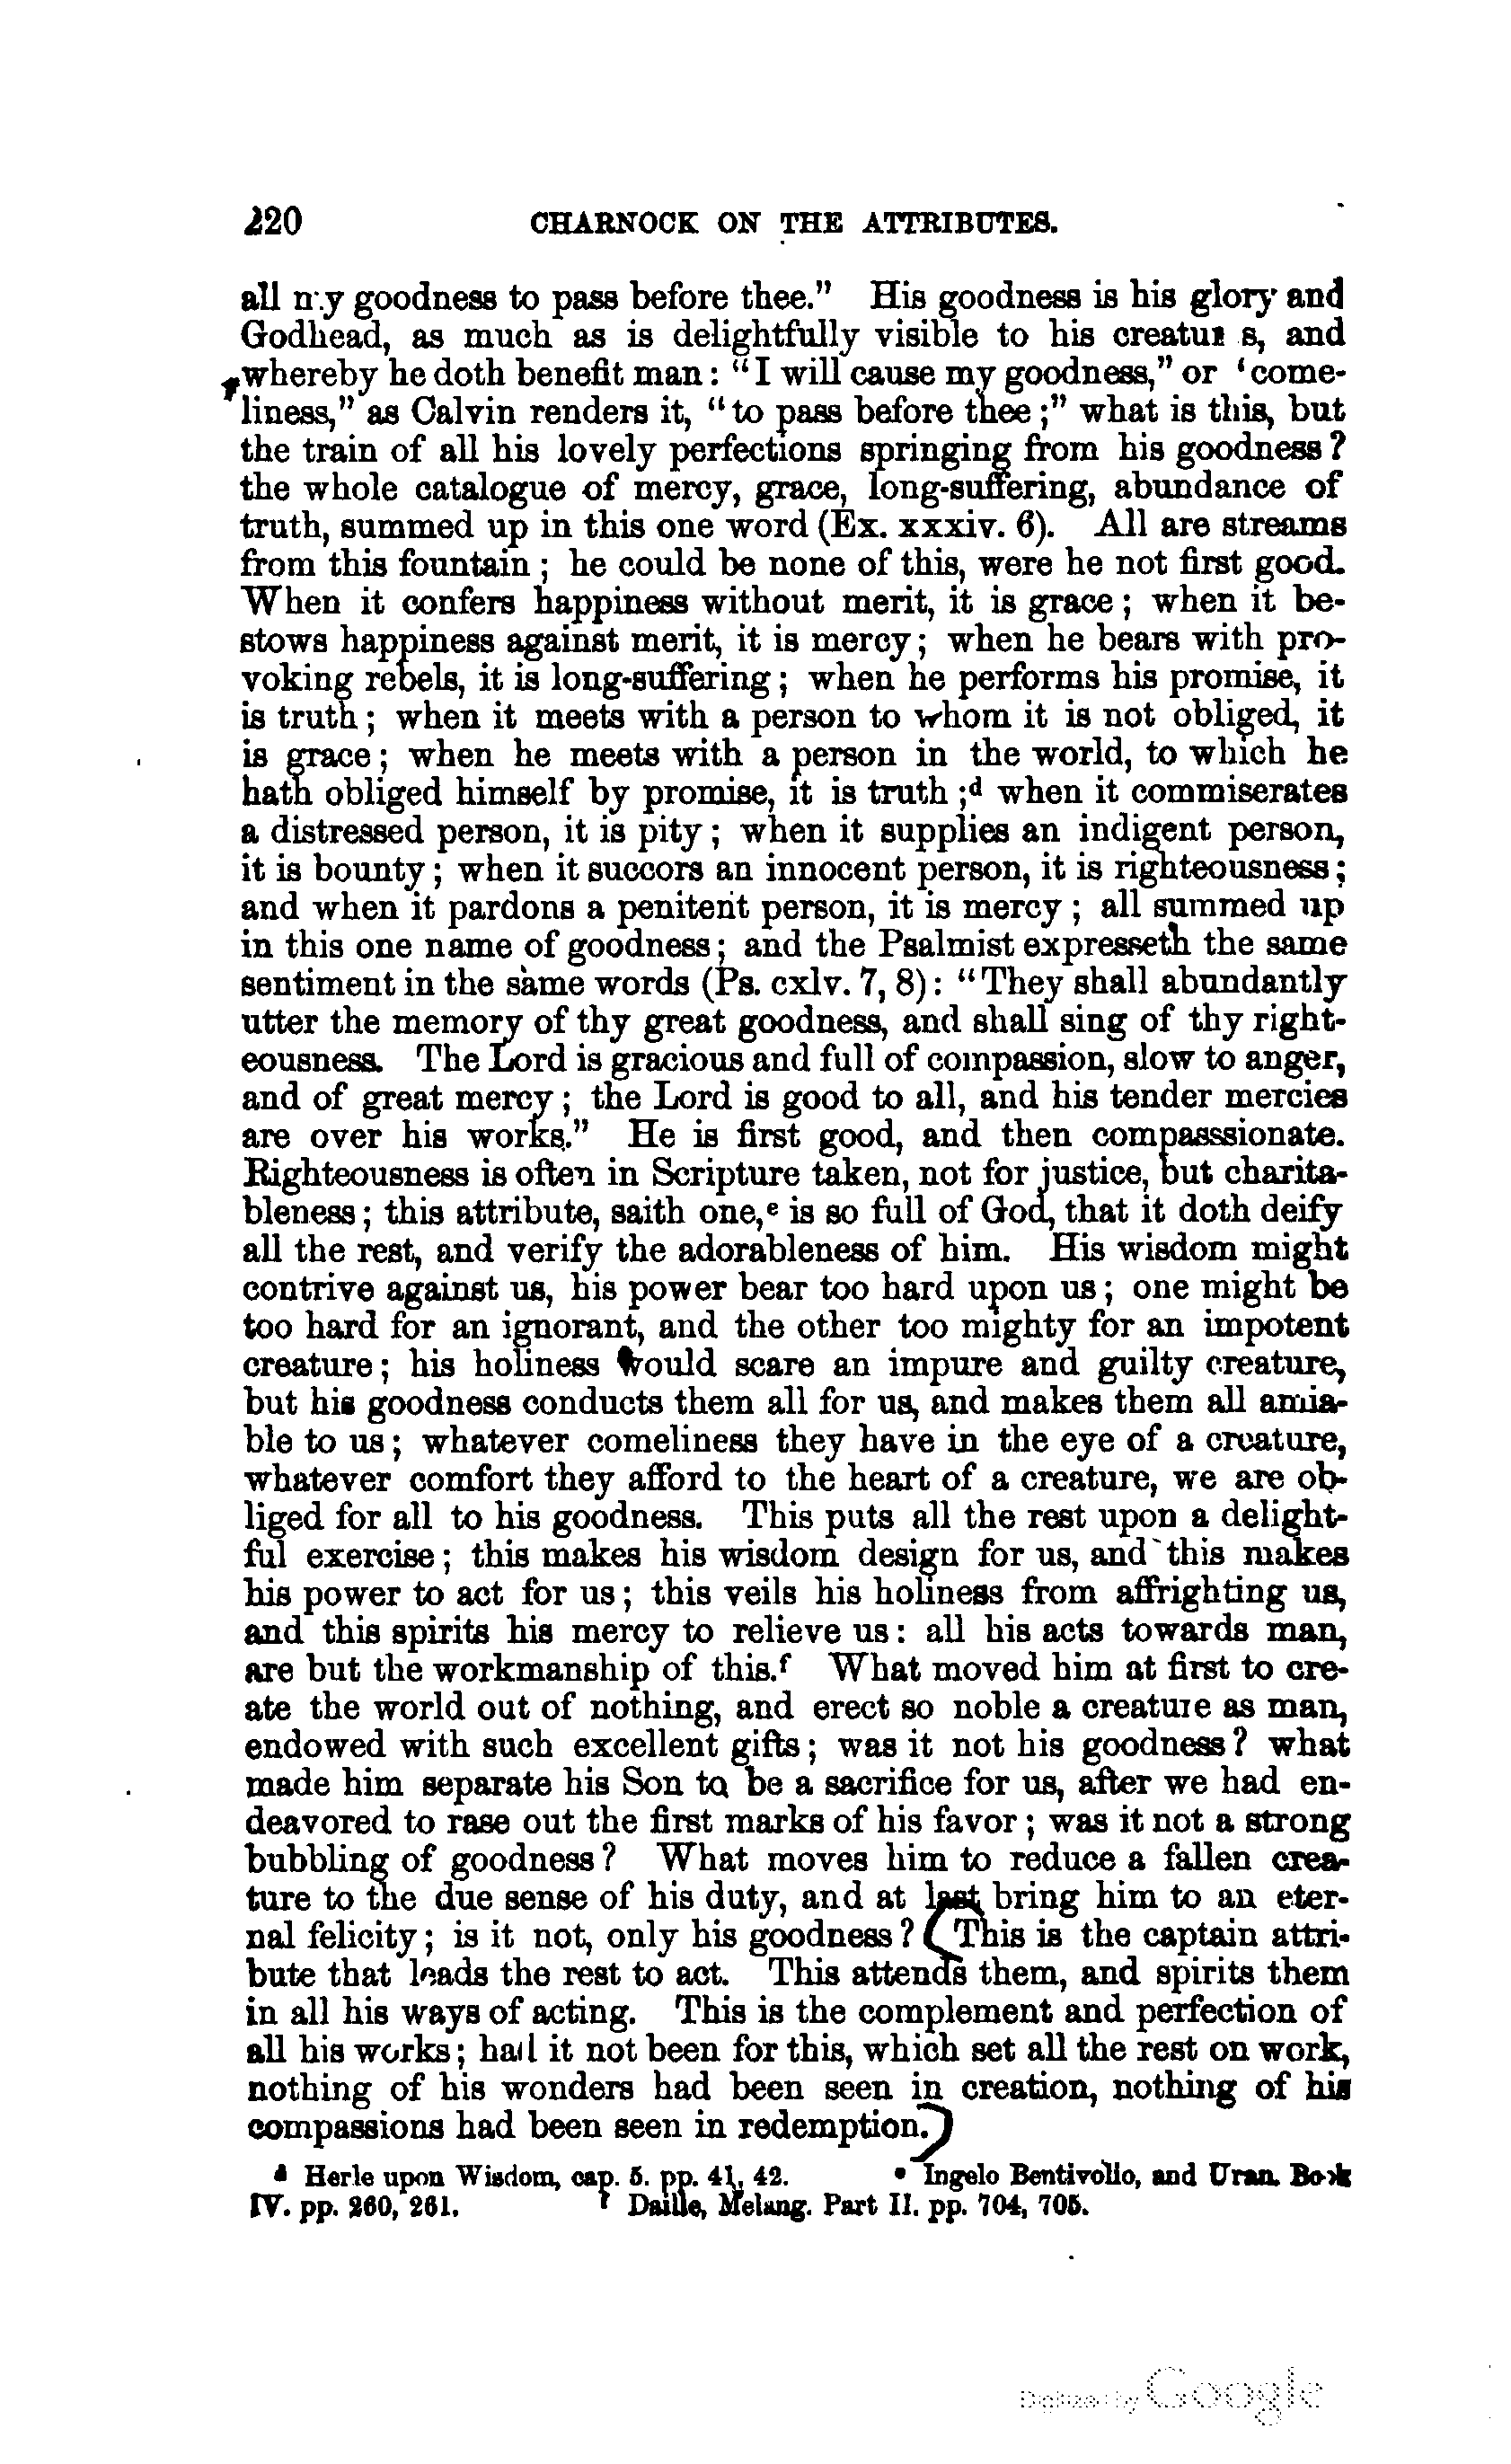 220 CHARNOCK ON THE ATTRIBUTES.
all my goodness to pass before thee." His goodness is his glory and
Godhead, as much as is delightfully visible to his creatures, and
whereby he doth benefit man: "I will cause my goodness," or 'come-
liness," as Calvin renders it, "to pass before thee;" what is this, but
the train of all his lovely perfections springing from his goodness?
the whole catalogue of mercy, grace, long-suffering, abundance of
truth, summed up in this one word (Ex. xxxiv. 6). All are streams
from this fountain; he could be none of this, were he not first good.
When it confers happiness without merit, it is grace; when it be-
stows happiness against merit, it is mercy; when he bears with pro-
voking rebels, it is long-suffering; when he performs his promise, it
is truth; when it meets with a person to whom it is not obliged, it
is grace; when he meets with a person in the world, to which he
hath obliged himself by promise, it is truth;d when it commiserates
a distressed person, it is pity; when it supplies an indigent person,
it is bounty; when it succors an innocent person, it is righteousness;
and when it pardons a penitent person, it is mercy; all summed up
in this one name of goodness; and the Psalmist expresseth the same
sentiment in the same words (Ps. cxlv. 7, 8): "They shall abundantly
utter the memory of thy great goodness, and shall sing of thy right-
eousness. The Lord is gracious and full of compassion, slow to anger,
and of great mercy; the Lord is good to all, and his tender mercies
are over his works." He is first good, and then compasssionate.
Righteousness is often in Scripture taken, not for justice, but charita-
bleness; this attribute, saith one,e is so full of God, that it doth deify
all the rest, and verify the adorableness of him. His wisdom might
contrive against us, his power bear too hard upon us; one might be
too hard for an ignorant, and the other too mighty for an impotent
creature; his holiness would scare an impure and guilty creature,
but his goodness conducts them all for us, and makes them all amia-
ble to us; whatever comeliness they have in the eye of a creature,
whatever comfort they afford to the heart of a creature, we are ob-
liged for all to his goodness. This puts all the rest upon a delight-
ful exercise; this makes his wisdom design for us, and this makes
his power to act for us; this veils his holiness from affrighting us,
and this spirits his mercy to relieve us: all his acts towards man,
are but the workmanship of this.f What moved him at first to cre-
ate the world out of nothing, and erect so noble a creature as man,
endowed with such excellent gifts; was it not his goodness? what
made him separate his Son to be a sacrifice for us, after we had en-
deavored to rase out the first marks of his favor; was it not a strong
bubbling of goodness? What moves him to reduce a fallen crea-
ture to the due sense of his duty, and at last bring him to an eter-
nal felicity; is it not, only his goodness? (This is the captain attri-
bute that leads the rest to act. This attends them, and spirits them
in all his ways of acting. This is the complement and perfection of
all his works; had it not been for this, which set all the rest on work,
nothing of his wonders had been seen in creation, nothing of his
compassions had been seen in redemption.)
d Herle upon Wisdom, cap. 5. pp. 41, 42. e Ingelo Bentivolio, and Uran. Book
IV. pp. 260, 261. f Daille, Melang. Part II. pp. 704, 705.
Digitized by Google